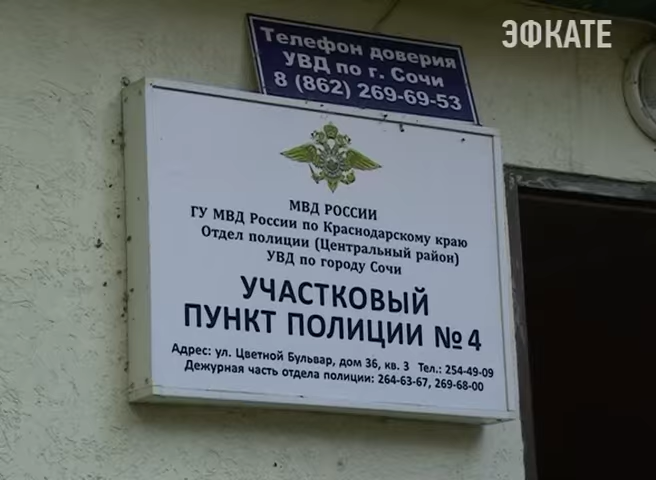 ЭФКАТЕ
Телефон доверия
УВД по г. Сочи
8 (862) 269-69-53
МВД РОССИИ
ГУ МВД России по Краснодарскому краю
Отдел полиции (Центральный район)
УВД по городу Сочи
УЧАСТКОВЫЙ
ПУНКТ ПОЛИЦИИ №4
Адрес: ул. Цветной Бульвар, дом 36, кв. 3 Тел.: 254-49-09
Дежурная часть отдела полиции: 264-63-67, 269-68-00